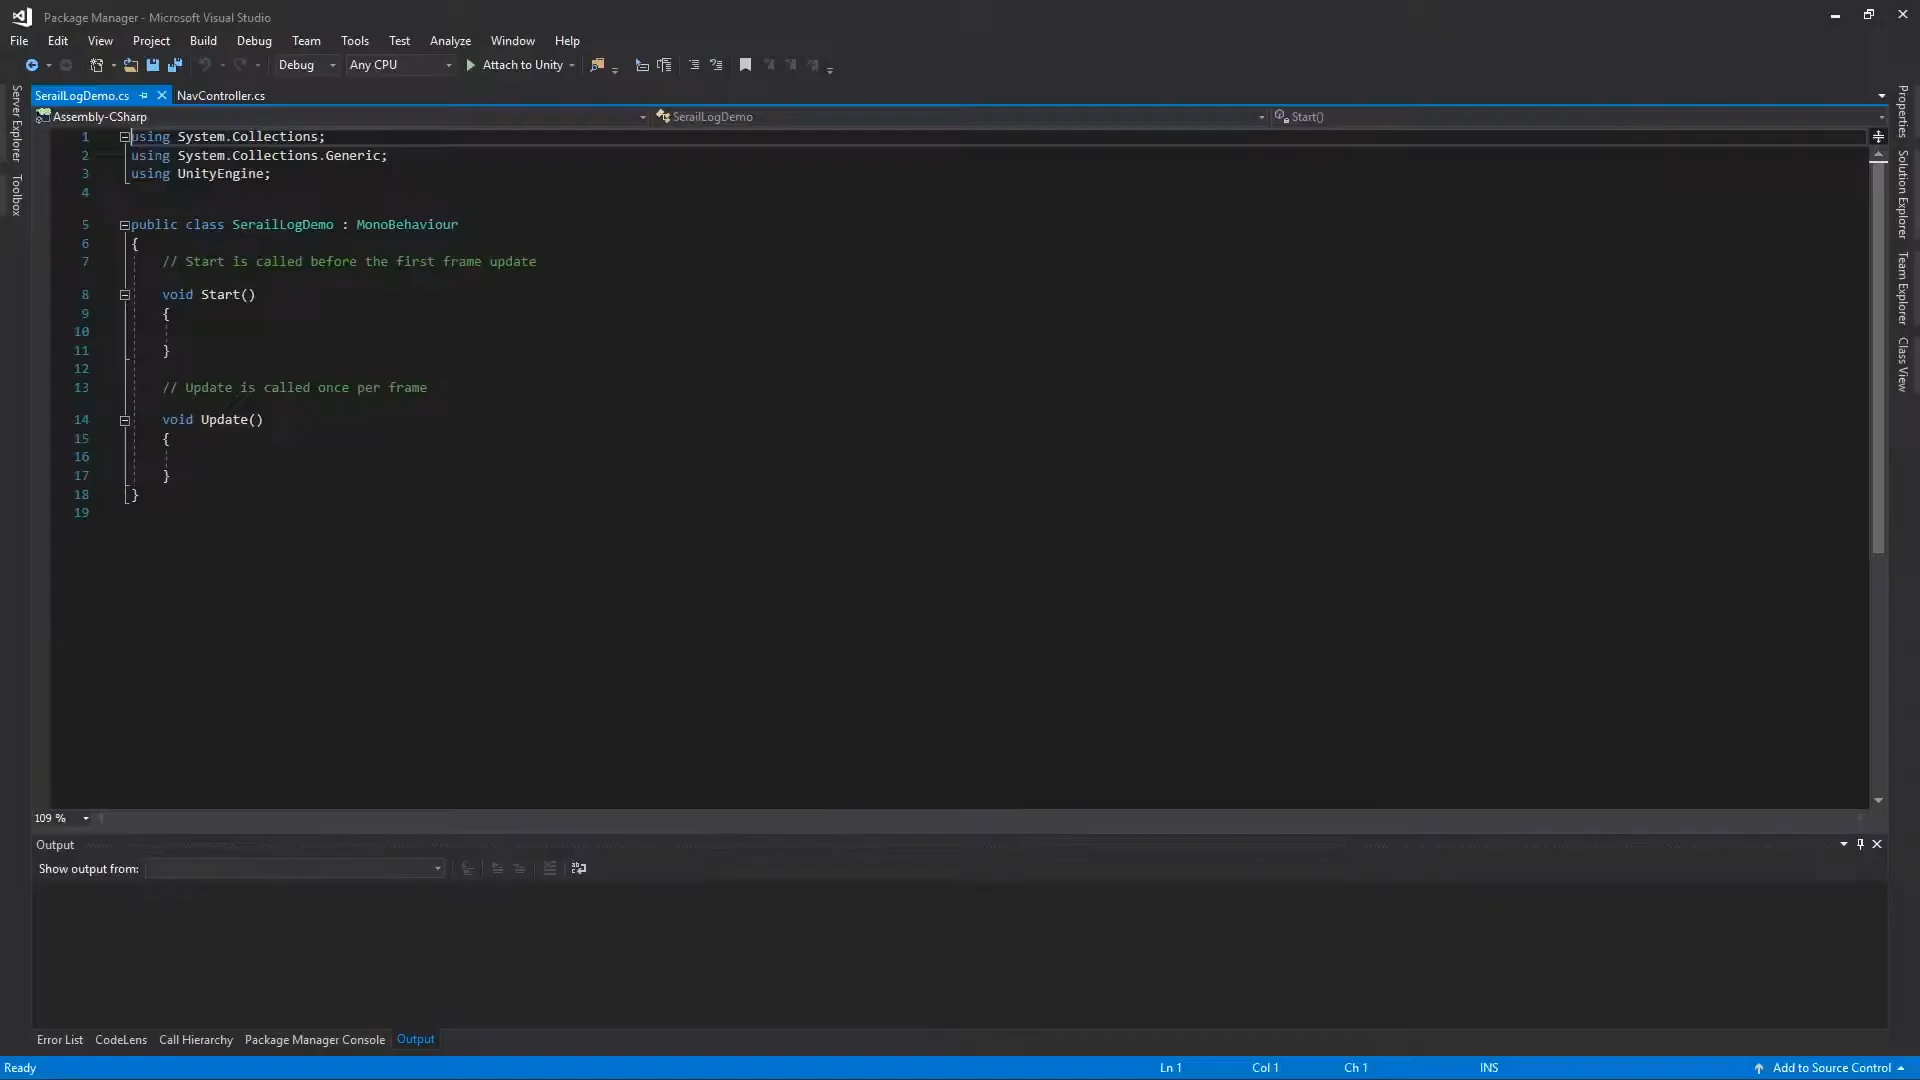 Package Manager - Microsoft Visual Studio
File Edit View Project Build Debug Team Tools Test Analyze Window Help
Debug Any CPU Attach to Unity
SerailLogDemo.cs NavController.cs
Assembly-CSharp SerailLogDemo Start()
1 using System.Collections;
2 using System.Collections.Generic;
3 using UnityEngine;
4
5 public class SerailLogDemo : MonoBehaviour
6 {
7 // Start is called before the first frame update
8 void Start()
9 {
10
11 }
12
13 // Update is called once per frame
14 void Update()
15 {
16
17 }
18 }
19
Server Explorer
Toolbox
Properties
Solution Explorer
Team Explorer
Class View
109 %
Output
Show output from:
Error List CodeLens Call Hierarchy Package Manager Console Output
Ready Ln 1 Col 1 Ch 1 INS Add to Source Control